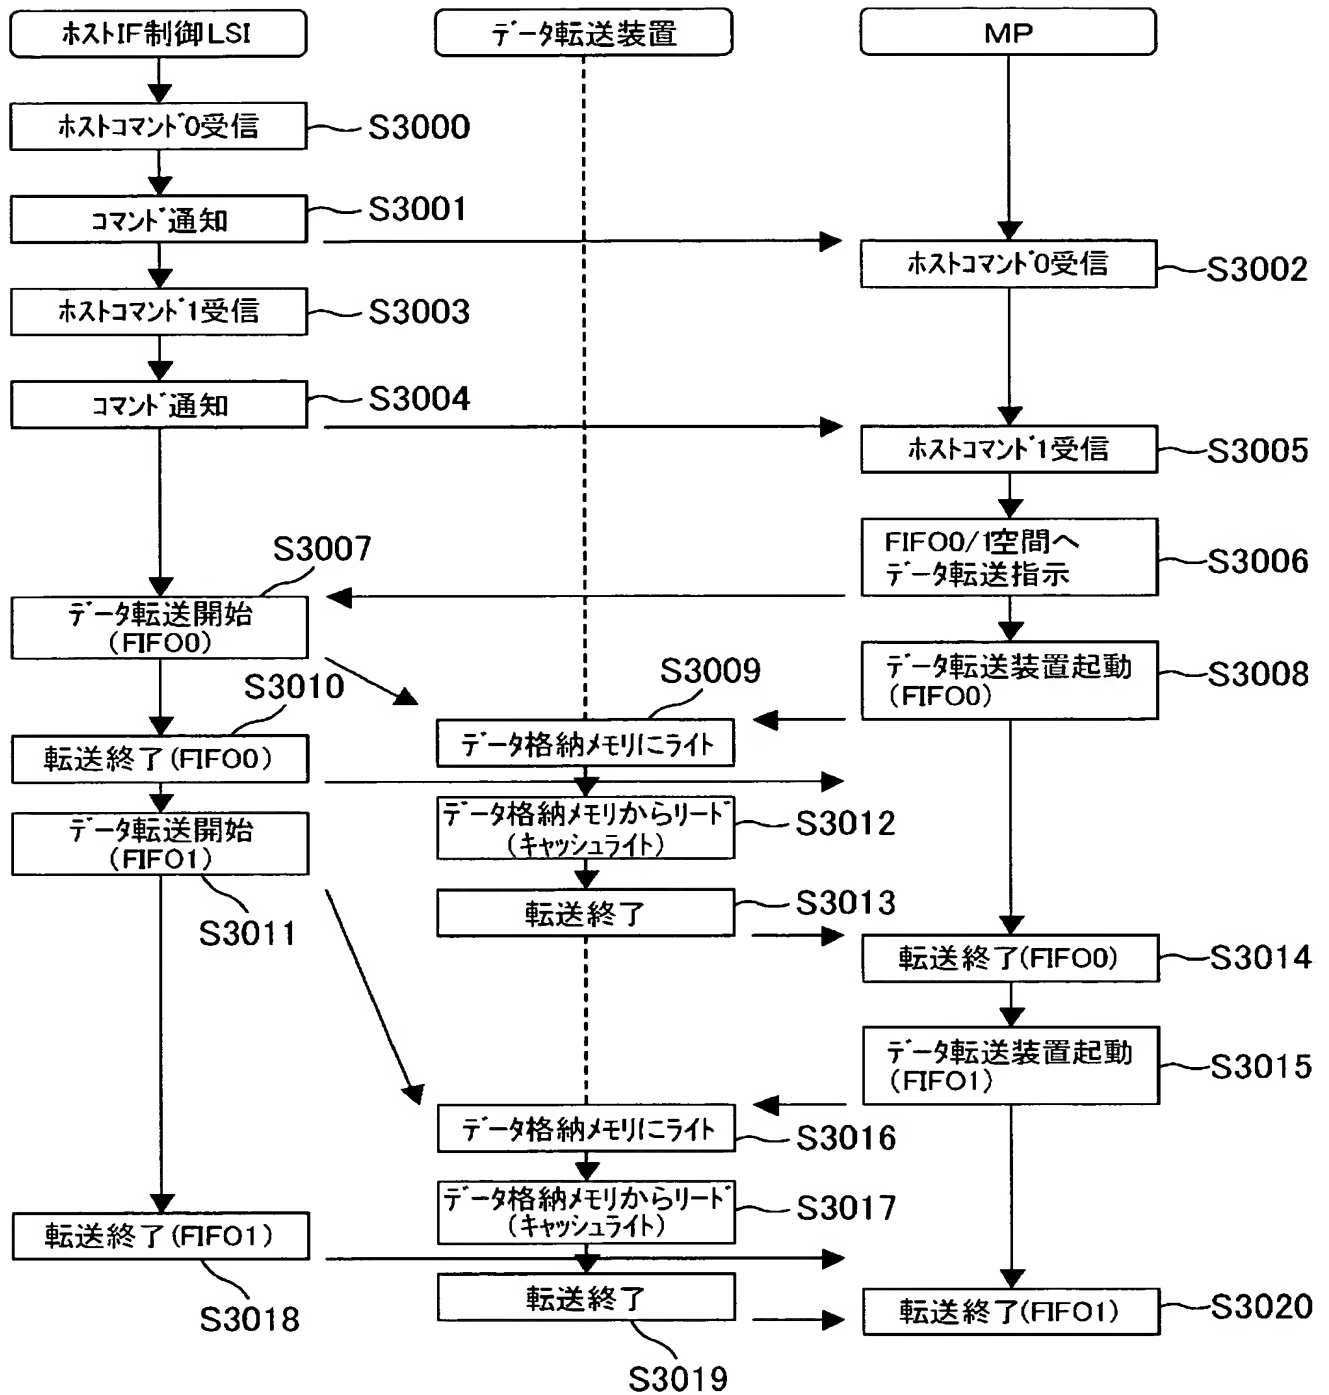 ホストIF制御LSI
データ転送装置
MP
ホストコマンド0受信
S3000
コマンド通知
S3001
ホストコマンド0受信
S3002
ホストコマンド1受信
S3003
コマンド通知
S3004
ホストコマンド1受信
S3005
FIFO0/1空間へ
データ転送指示
S3006
S3007
データ転送開始
(FIFO0)
データ転送装置起動
(FIFO0)
S3008
S3009
データ格納メモリにライト
S3010
転送終了(FIFO0)
データ転送開始
(FIFO1)
S3011
データ格納メモリからリード
(キャッシュライト)
S3012
転送終了
S3013
転送終了(FIFO0)
S3014
データ転送装置起動
(FIFO1)
S3015
データ格納メモリにライト
S3016
データ格納メモリからリード
(キャッシュライト)
S3017
転送終了(FIFO1)
S3018
転送終了
S3019
転送終了(FIFO1)
S3020